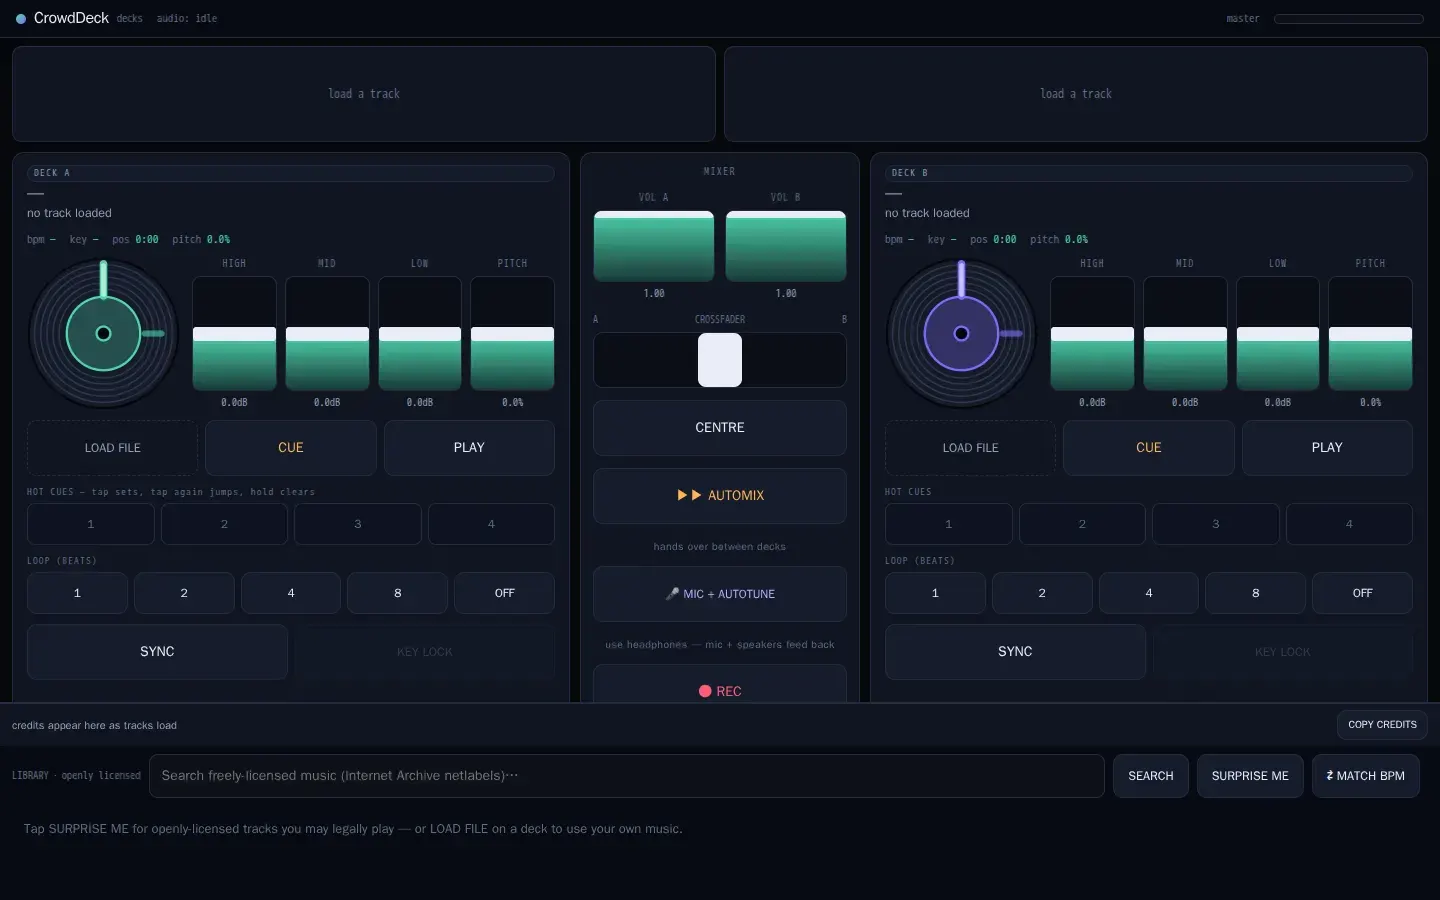 CrowdDeck decks audio: idle master
load a track
load a track
DECK A
—
no track loaded
bpm – key – pos 0:00 pitch 0.0%
HIGH MID LOW PITCH
0.0dB 0.0dB 0.0dB 0.0%
LOAD FILE CUE PLAY
HOT CUES – tap sets, tap again jumps, hold clears
1 2 3 4
LOOP (BEATS)
1 2 4 8 OFF
SYNC KEY LOCK
MIXER
VOL A VOL B
1.00 1.00
A CROSSFADER B
CENTRE
▶▶ AUTOMIX
hands over between decks
🎤 MIC + AUTOTUNE
use headphones — mic + speakers feed back
REC
DECK B
—
no track loaded
bpm – key – pos 0:00 pitch 0.0%
HIGH MID LOW PITCH
0.0dB 0.0dB 0.0dB 0.0%
LOAD FILE CUE PLAY
HOT CUES
1 2 3 4
LOOP (BEATS)
1 2 4 8 OFF
SYNC KEY LOCK
credits appear here as tracks load
COPY CREDITS
LIBRARY · openly licensed Search freely-licensed music (Internet Archive netlabels)… SEARCH SURPRISE ME ⇄ MATCH BPM
Tap SURPRISE ME for openly-licensed tracks you may legally play — or LOAD FILE on a deck to use your own music.